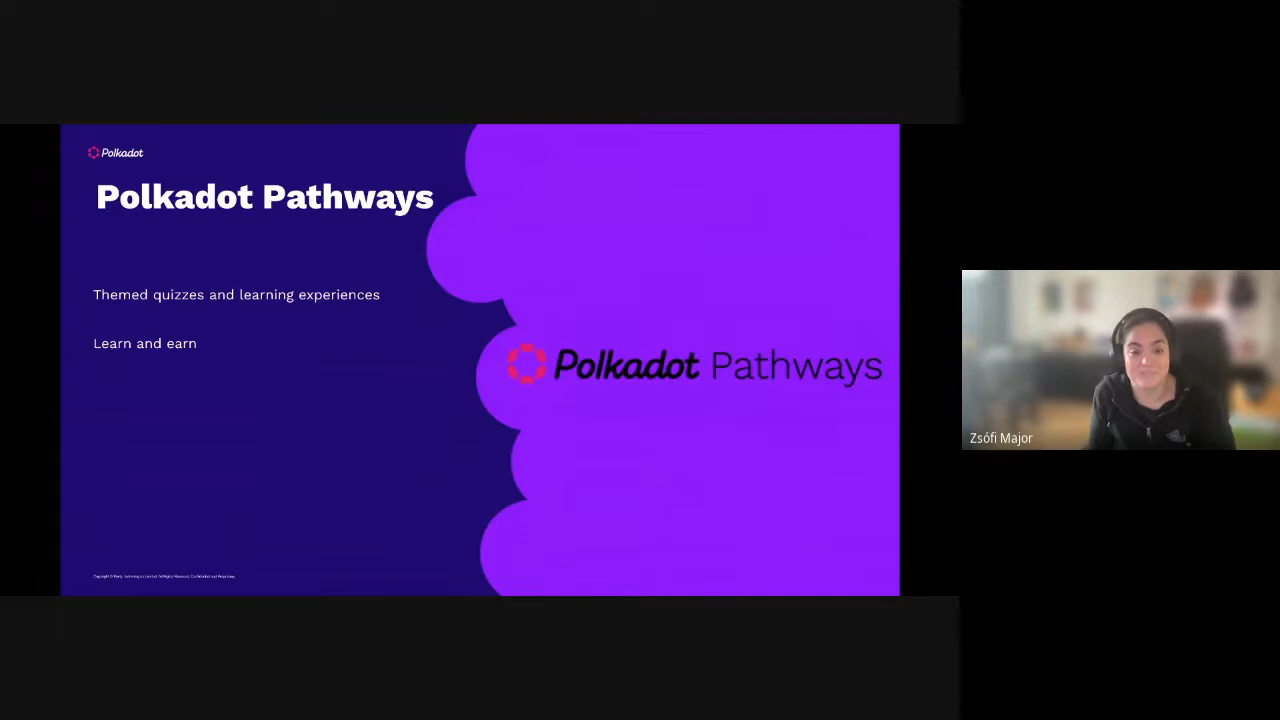 Polkadot
Polkadot Pathways
Themed quizzes and learning experiences
Learn and earn
Polkadot Pathways
Zsófi Major